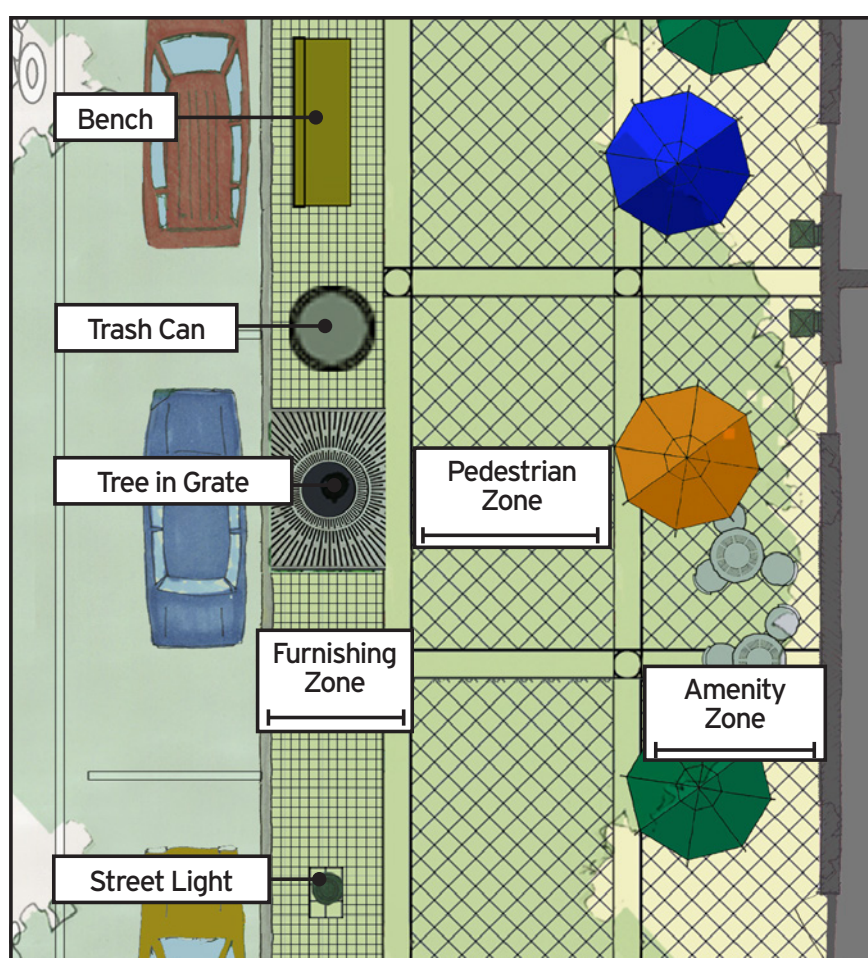 Bench
Trash Can
Tree in Grate
Pedestrian
Zone
Furnishing
Zone
Amenity
Zone
Street Light